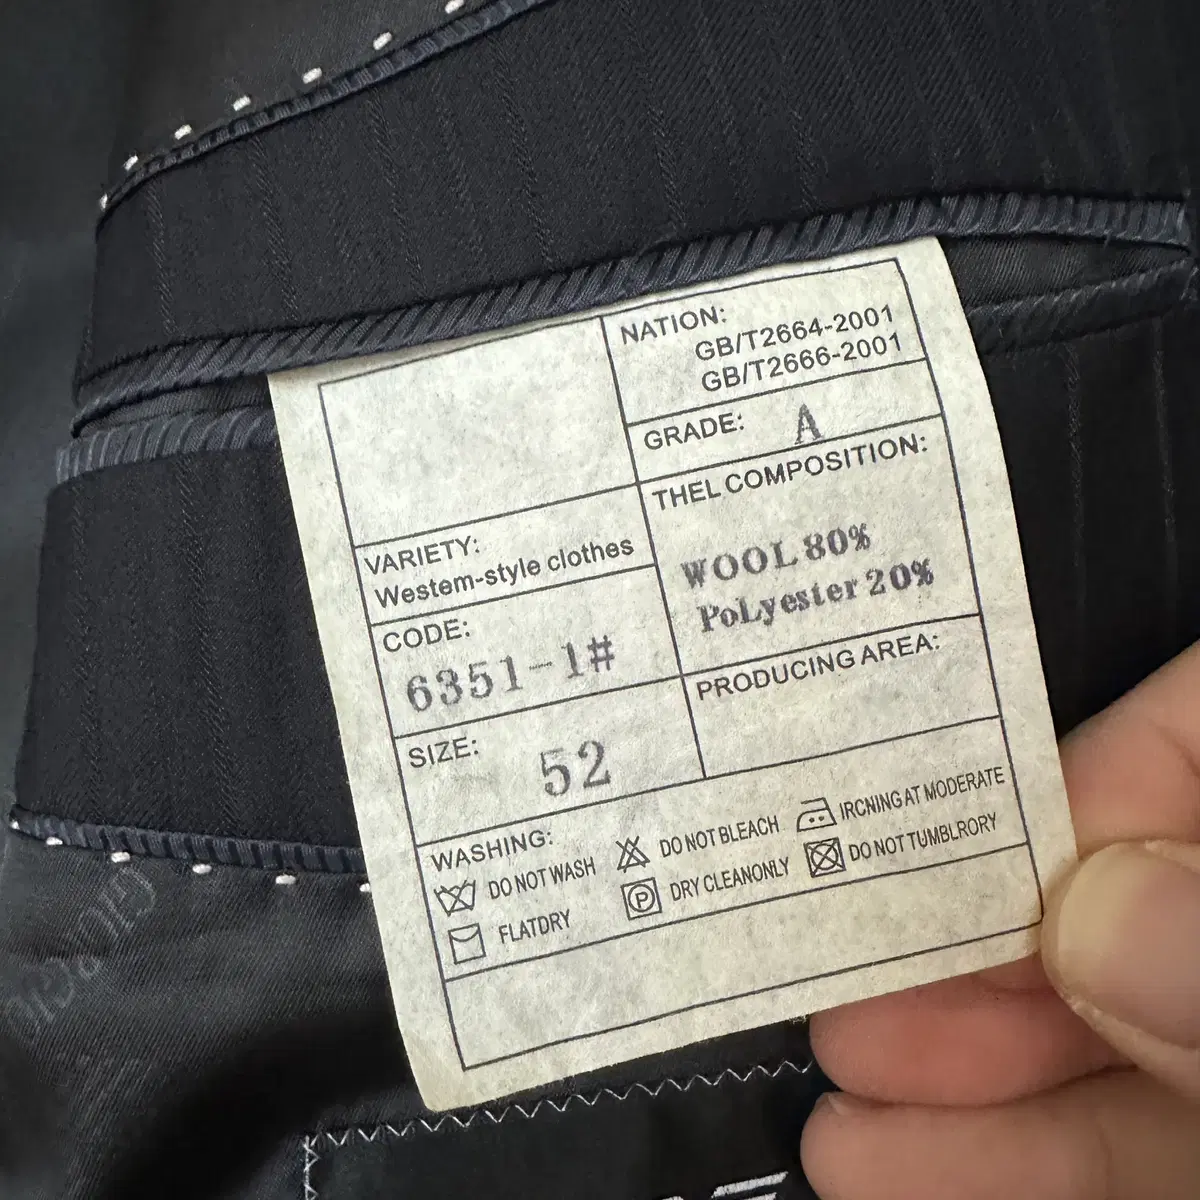 NATION:
GB/T2664-2001
GB/T2666-2001
GRADE: A
THEL COMPOSITION:
WOOL 80%
PoLyester 20%
VARIETY:
Westem-style clothes
CODE:
6351-1#
PRODUCING AREA:
SIZE: 52
WASHING:
DO NOT WASH
DO NOT BLEACH
IRCNING AT MODERATE
FLATDRY
P
DRY CLEANONLY
DO NOT TUMBLRORY